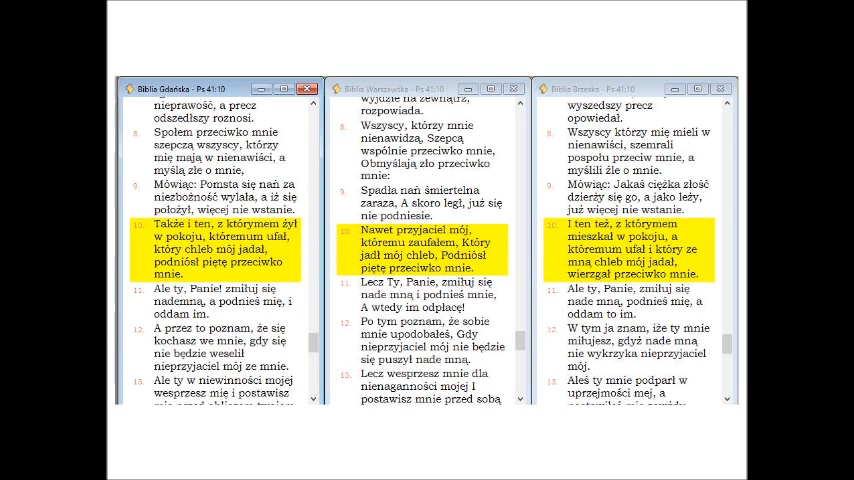 Biblia Gdańska - Ps 41:10
nieprawość, a precz
odszedłszy roznosi.
8. Społem przeciwko mnie
szepczą wszyscy, którzy
mię mają w nienawiści, a
myślą źle o mnie,
9. Mówiąc: Pomsta się nań za
niezbożność wylała, a iż się
położył, więcej nie wstanie.
10. Także i ten, z którymem żył
w pokoju, któremum ufał,
który chleb mój jadał,
podniósł piętę przeciwko
mnie.
11. Ale ty, Panie! zmiłuj się
nademną, a podnieś mię, i
oddam im.
12. A przez to poznam, że się
kochasz we mnie, gdy się
nie będzie weselił
nieprzyjaciel mój ze mnie.
13. Ale ty w niewinności mojej
wesprzesz mię i postawisz
Biblia Warszawska - Ps 41:10
wyjdzie na zewnątrz,
rozpowiada.
8. Wszyscy, którzy mnie
nienawidzą, Szepcą
wspólnie przeciwko mnie,
Obmyślają zło przeciwko
mnie:
9. Spadła nań śmiertelna
zaraza, A skoro legł, już się
nie podniesie.
10. Nawet przyjaciel mój,
któremu zaufałem, Który
jadł mój chleb, Podniósł
piętę przeciwko mnie.
11. Lecz Ty, Panie, zmiłuj się
nade mną i podnieś mnie,
A wtedy im odpłacę!
12. Po tym poznam, że sobie
mnie upodobałeś, Gdy
nieprzyjaciel mój nie będzie
się puszył nade mną.
13. Lecz wesprzesz mnie dla
nienaganności mojej I
postawisz mnie przed sobą
Biblia Brzeska - Ps 41:10
wyszedszy precz
opowiedał.
8. Wszyscy którzy mię mieli w
nienawiści, szemrali
pospołu przeciw mnie, a
myślili źle o mnie.
9. Mówiąc: Jakaś ciężka złość
dzierży się go, a jako leży,
już więcej nie wstanie.
10. I ten też, z którymem
mieszkał w pokoju, a
któremum ufał i który ze
mną chleb mój jadał,
wierzgał przeciwko mnie.
11. Ale ty, Panie, zmiłuj się
nade mną, podnieś mię, a
oddam to im.
12. W tym ja znam, iże ty mnie
miłujesz, gdyż nade mną
nie wykrzyka nieprzyjaciel
mój.
13. Aleś ty mnie podparł w
uprzejmości mej, a